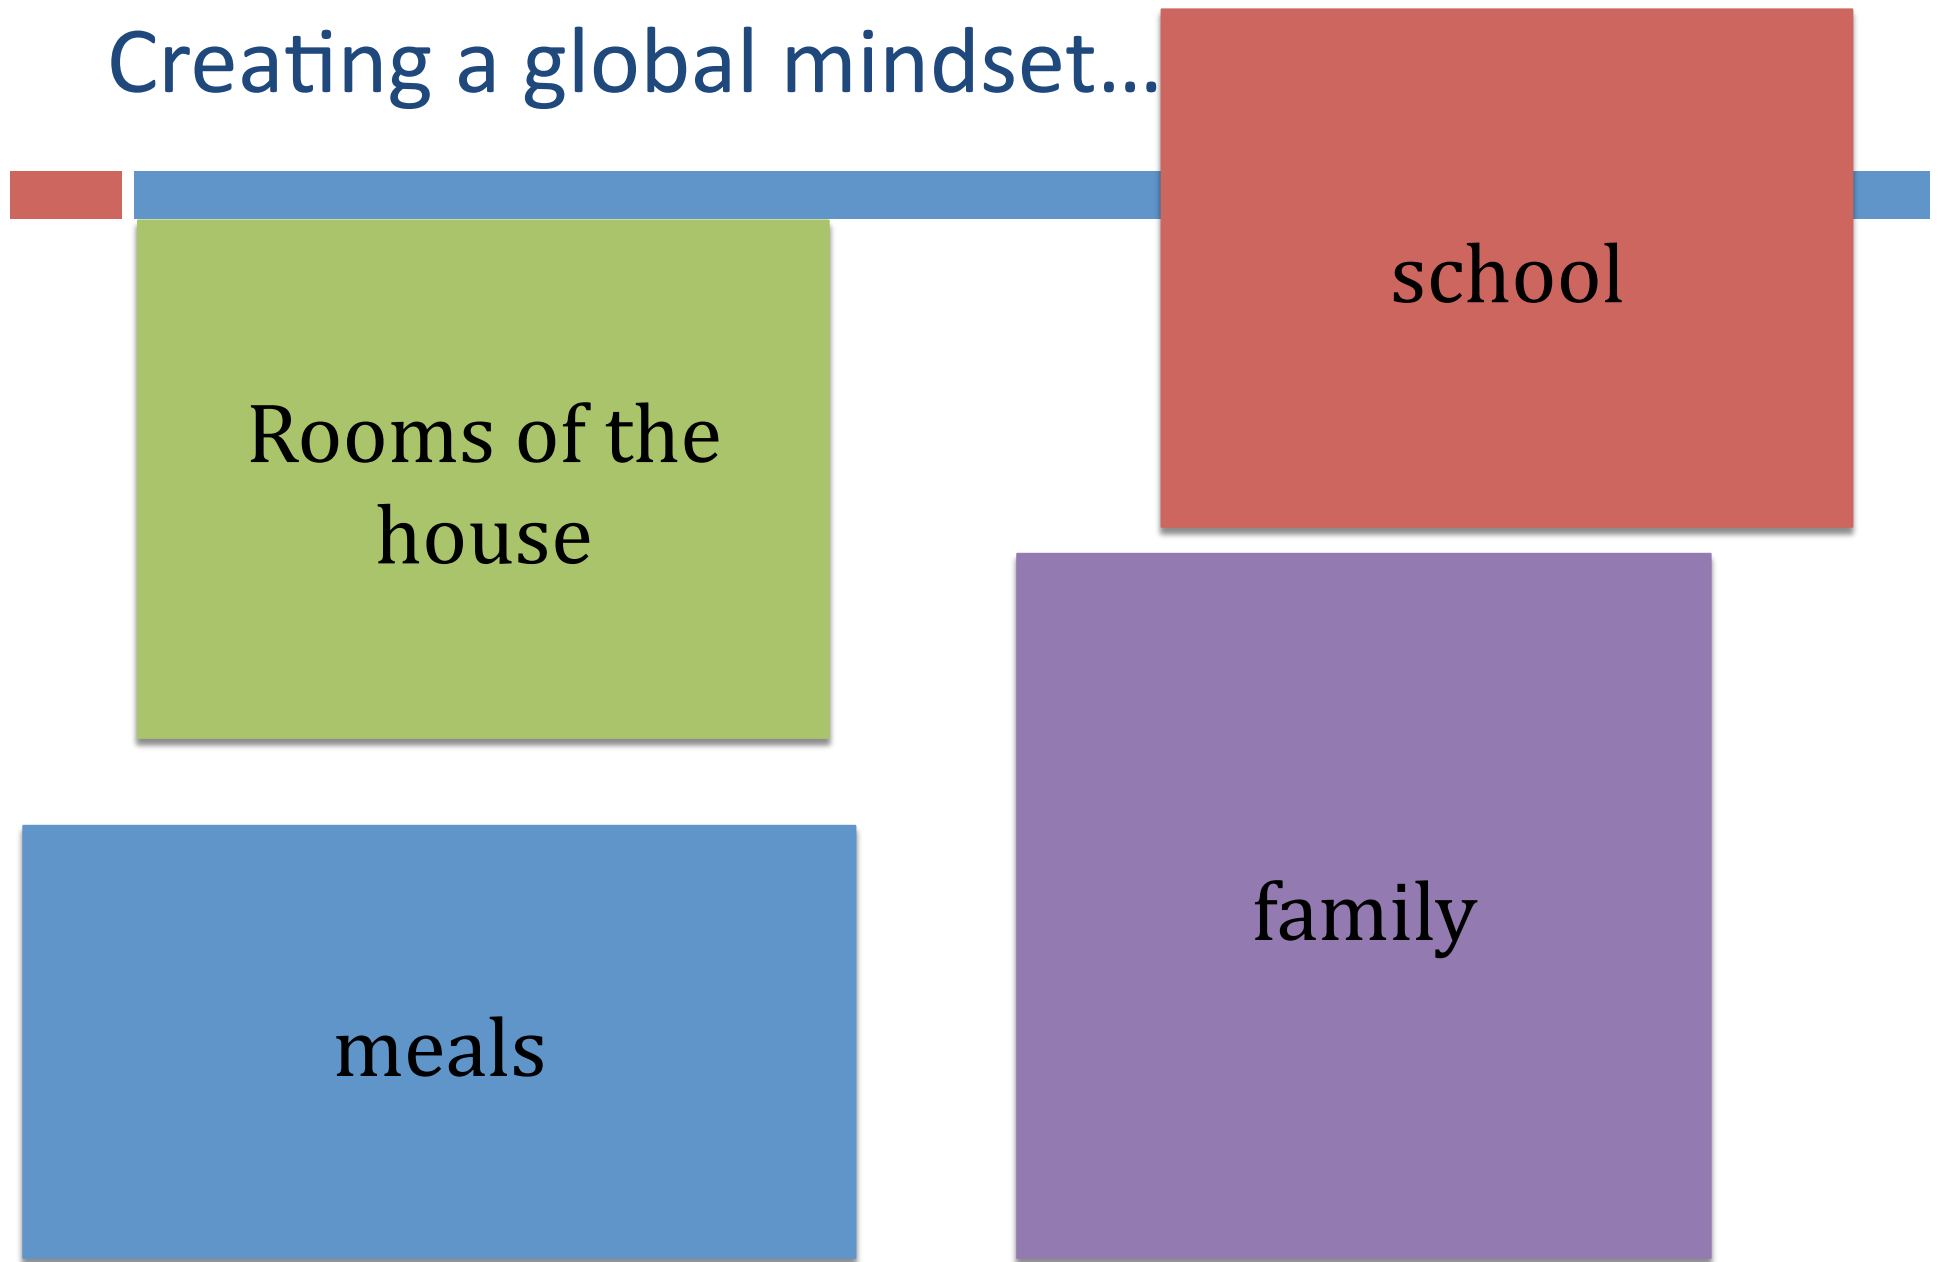 Creating a global mindset...
school
Rooms of the
house
family
meals